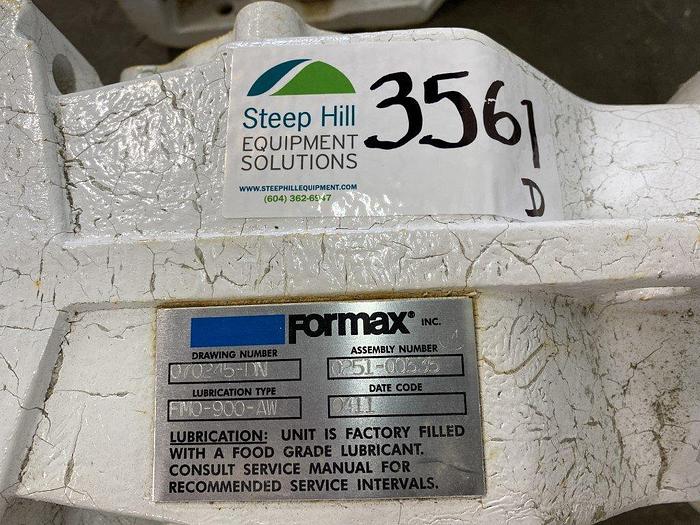 Steep Hill
EQUIPMENT
SOLUTIONS
WWW.STEEPHILLEQUIPMENT.COM
(604) 362-6947
3561
D
FORMAX® INC.
DRAWING NUMBER
070245-DN
ASSEMBLY NUMBER
0251-00535
LUBRICATION TYPE
FMO-900-AW
DATE CODE
0411
LUBRICATION: UNIT IS FACTORY FILLED
WITH A FOOD GRADE LUBRICANT.
CONSULT SERVICE MANUAL FOR
RECOMMENDED SERVICE INTERVALS.